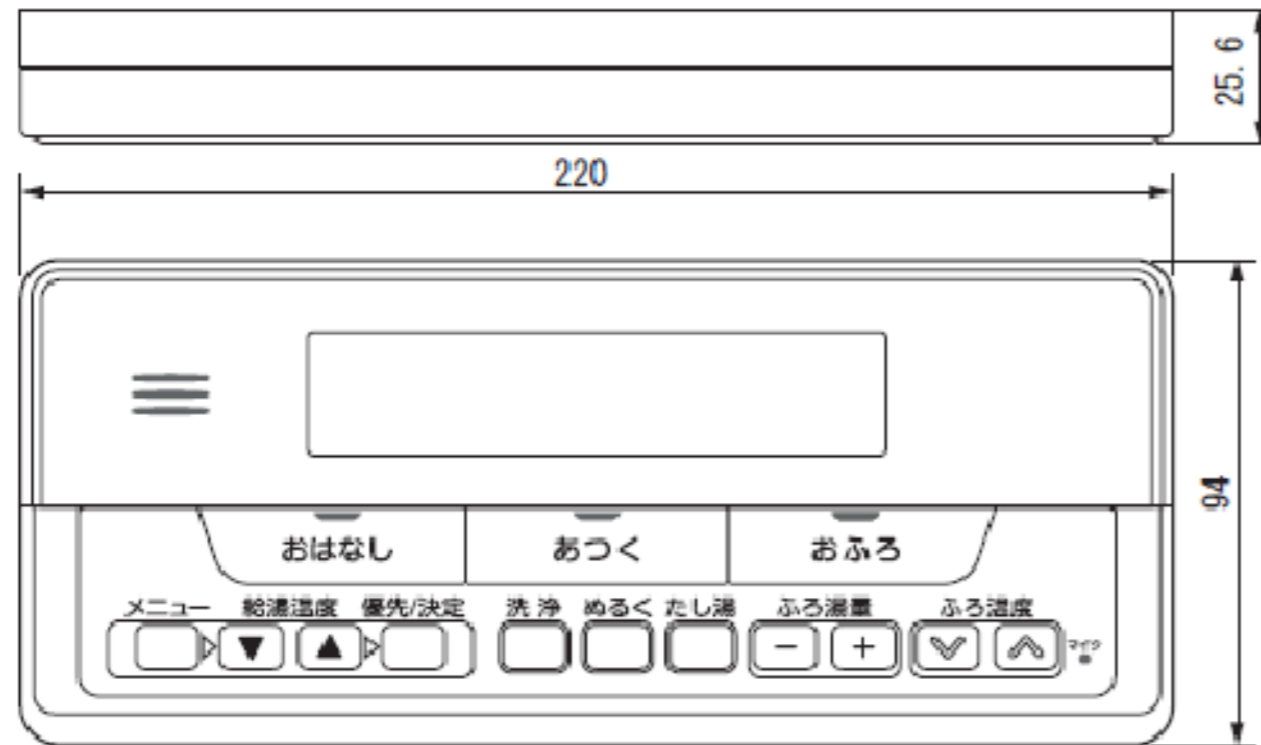 25.6
220
94
おはなし あつく おふろ
メニュー 給湯温度 優先/決定 洗浄 ぬるく たし湯 ふろ湯量 ふろ温度
▼ ▲ − + マイク